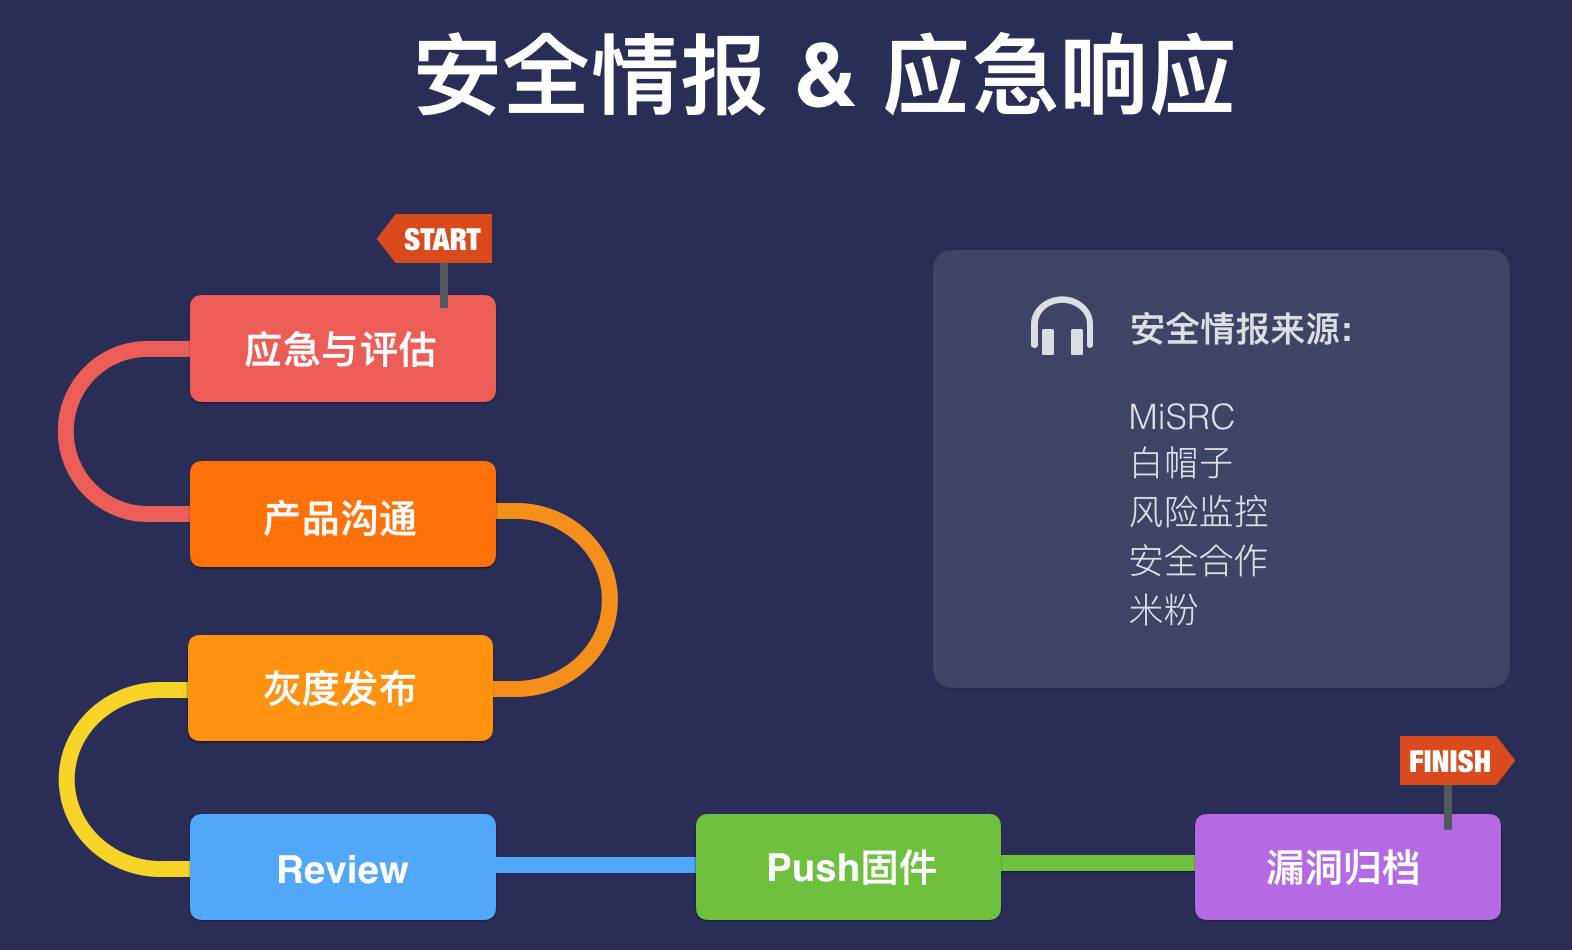 安全情报 & 应急响应
START
应急与评估
产品沟通
灰度发布
Review
Push固件
漏洞归档
FINISH
安全情报来源:
MiSRC
白帽子
风险监控
安全合作
米粉